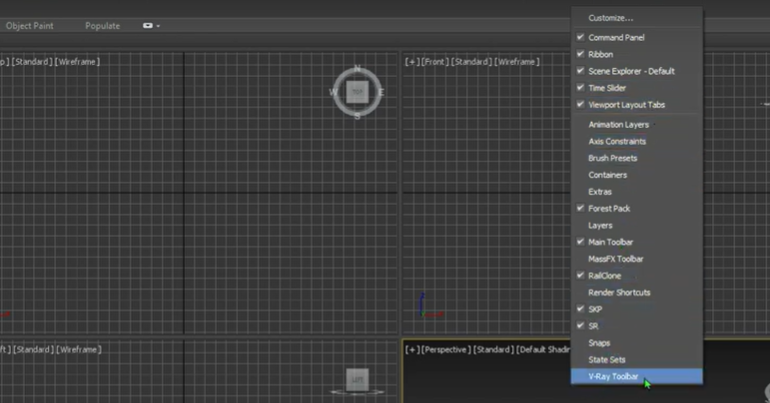 Object Paint Populate
Customize...
Command Panel
Ribbon
Scene Explorer - Default
Time Slider
Viewport Layout Tabs
Animation Layers
Axis Constraints
Brush Presets
Containers
Extras
Forest Pack
Layers
Main Toolbar
MassFX Toolbar
RailClone
Render Shortcuts
SKP
SR
Snaps
State Sets
V-Ray Toolbar
p ] [Standard] [Wireframe]
N
W
TOP
E
S
[+] [Front] [Standard] [Wireframe]
ft ] [Standard] [Wireframe]
LEFT
[+] [Perspective] [Standard] [Default Shadin